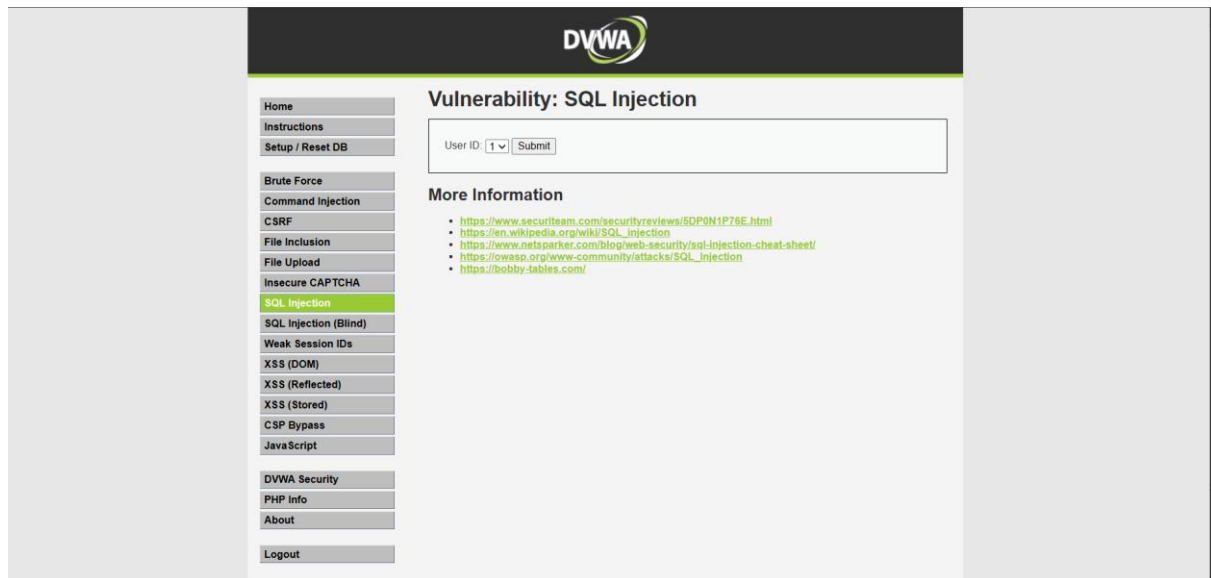 DVWA
Home
Instructions
Setup / Reset DB
Brute Force
Command Injection
CSRF
File Inclusion
File Upload
Insecure CAPTCHA
SQL Injection
SQL Injection (Blind)
Weak Session IDs
XSS (DOM)
XSS (Reflected)
XSS (Stored)
CSP Bypass
JavaScript
DVWA Security
PHP Info
About
Logout
Vulnerability: SQL Injection
User ID: 1 Submit
More Information
https://www.securiteam.com/securityreviews/5DP0N1P76E.html
https://en.wikipedia.org/wiki/SQL_injection
https://www.netsparker.com/blog/web-security/sql-injection-cheat-sheet/
https://owasp.org/www-community/attacks/SQL_Injection
https://bobby-tables.com/